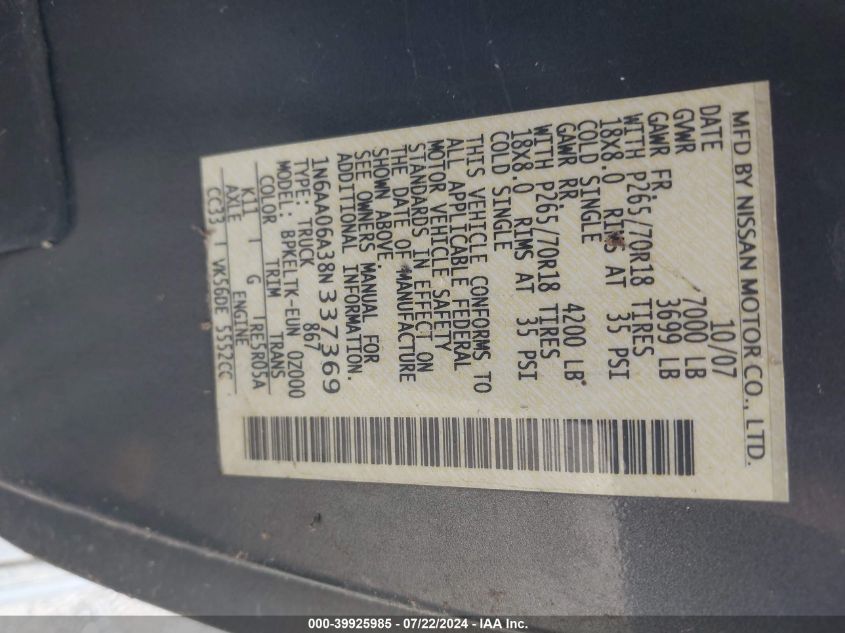 MFD BY NISSAN MOTOR CO., LTD.
DATE 10/07
GVWR 7000 LB
GAWR FR. 3699 LB
WITH P265/70R18 TIRES
18X8.0 RIMS AT 35 PSI
COLD SINGLE
GAWR RR 4200 LB
WITH P265/70R18 TIRES
18X8.0 RIMS AT 35 PSI
COLD SINGLE
THIS VEHICLE CONFORMS TO
ALL APPLICABLE FEDERAL
MOTOR VEHICLE SAFETY
STANDARDS IN EFFECT ON
THE DATE OF MANUFACTURE
SHOWN ABOVE.
SEE OWNERS MANUAL FOR
ADDITIONAL INFORMATION.
1N6AA06A38N337369
TYPE: TRUCK 867
MODEL: BPKELTK-EUN 0Z000
COLOR TRIM TRANS
K11 | G |RE5R05A
AXLE ENGINE
CC33 | VK56DE 5552CC
000-39925985 - 07/22/2024 - IAA Inc.